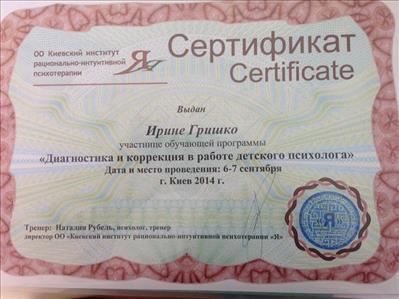 ОО Киевский институт
рационально-интуитивной
психотерапии
Я
Сертификат
Certificate
Выдан
Ирине Гришко
участнице обучающей программы
«Диагностика и коррекция в работе детского психолога»
Дата и место проведения: 6-7 сентября
г. Киев 2014 г.
Тренер: Наталия Рубель, психолог, тренер
директор ОО «Киевский институт рационально-интуитивной психотерапии «Я»
"Я"